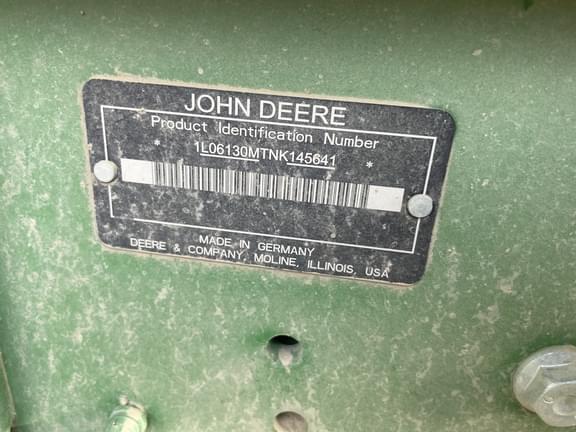 JOHN DEERE
Product Identification Number
* 1L06130MTNK145641 *
MADE IN GERMANY
DEERE & COMPANY, MOLINE, ILLINOIS, USA